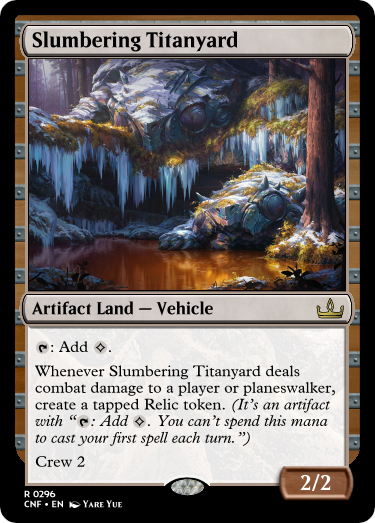 Slumbering Titanyard
Artifact Land — Vehicle
: Add .
Whenever Slumbering Titanyard deals
combat damage to a player or planeswalker,
create a tapped Relic token. (It's an artifact
with “: Add . You can't spend this mana
to cast your first spell each turn.”)
Crew 2
2/2
R 0296
CNF • EN Yare Yue